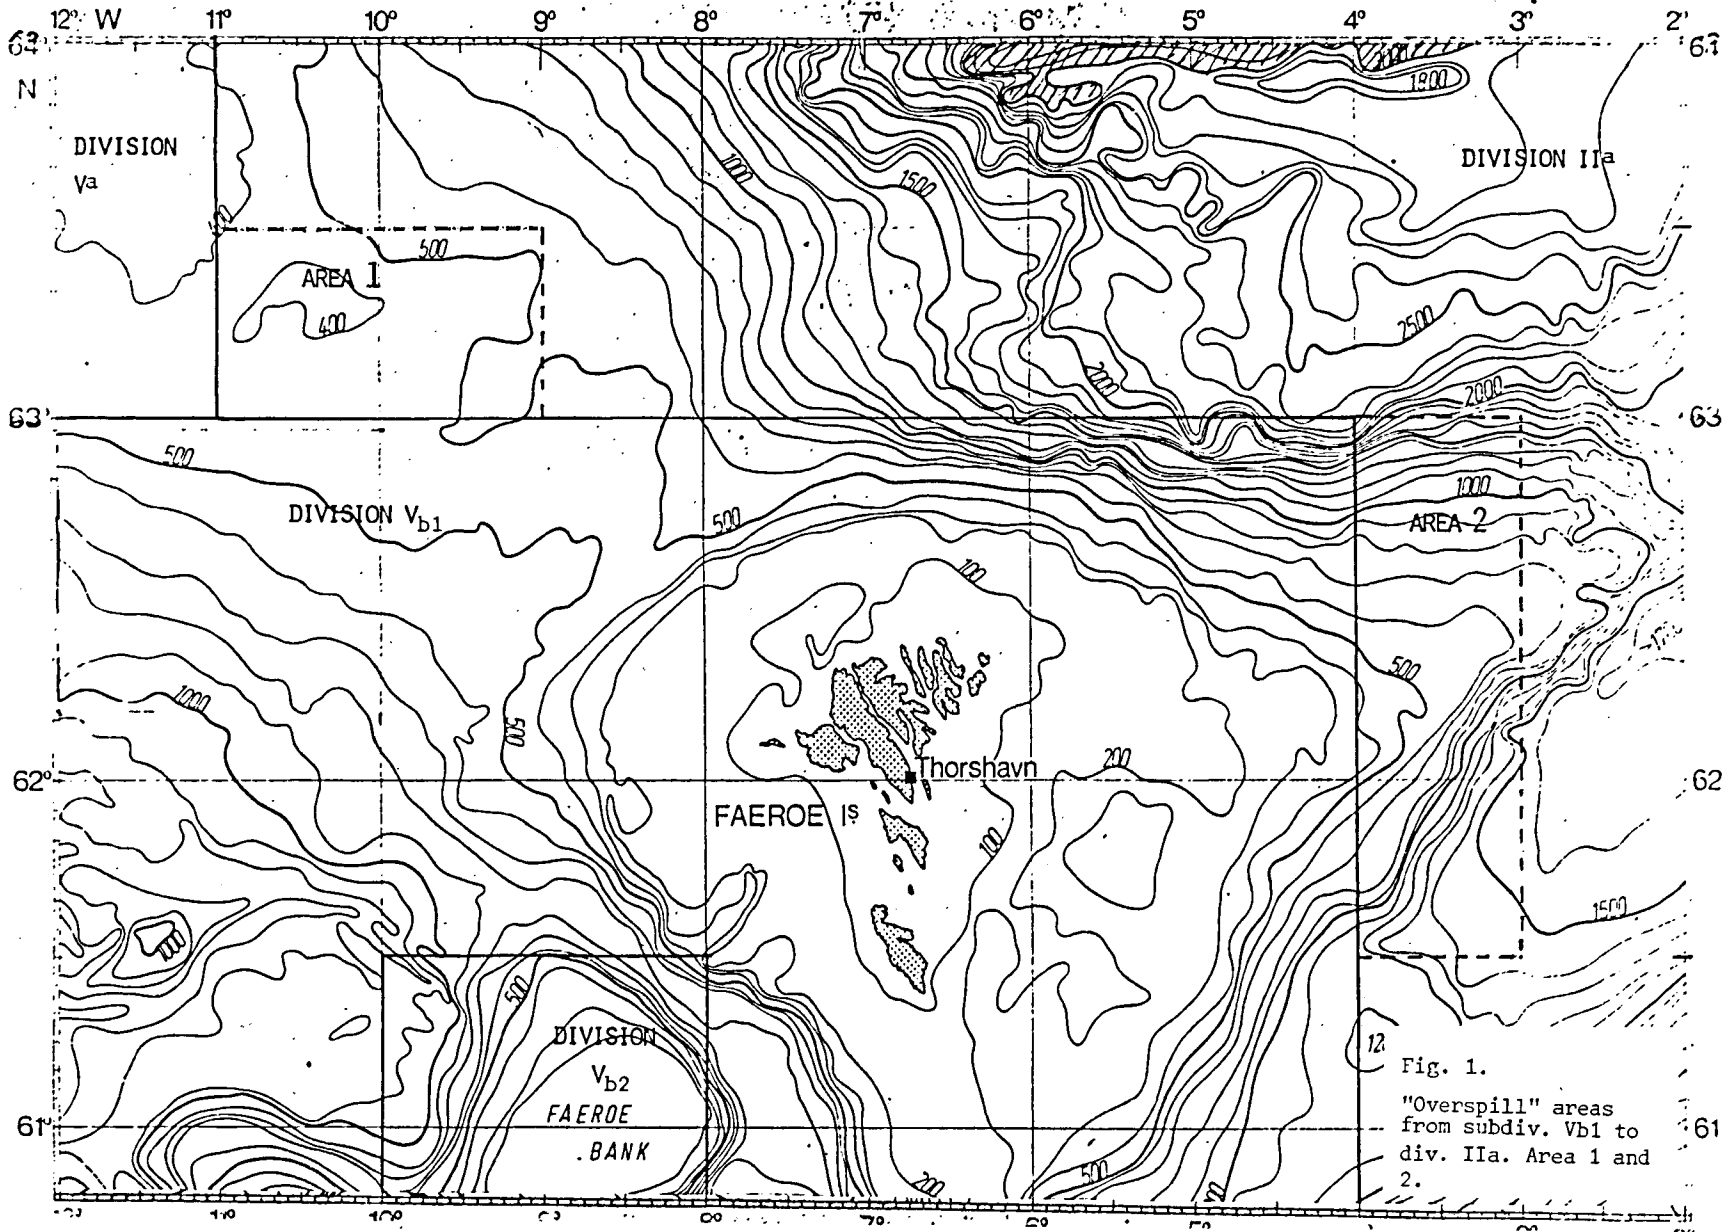 12° W 11° 10° 9° 8° 7° 6° 5° 4° 3° 2°
N
DIVISION
Va
DIVISION IIa
1800
1000
1500
400
500
AREA 1
400
2500
2000
2000
63° 63
500
DIVISION Vb1
500
1000
AREA 2
100
500
1000
500
200
Thorshavn
62° 62
FAEROE Is
100
1500
500
DIVISION
Vb2
FAEROE
BANK
61° 61
500
200
Fig. 1.
"Overspill" areas
from subdiv. Vb1 to
div. IIa. Area 1 and
2.